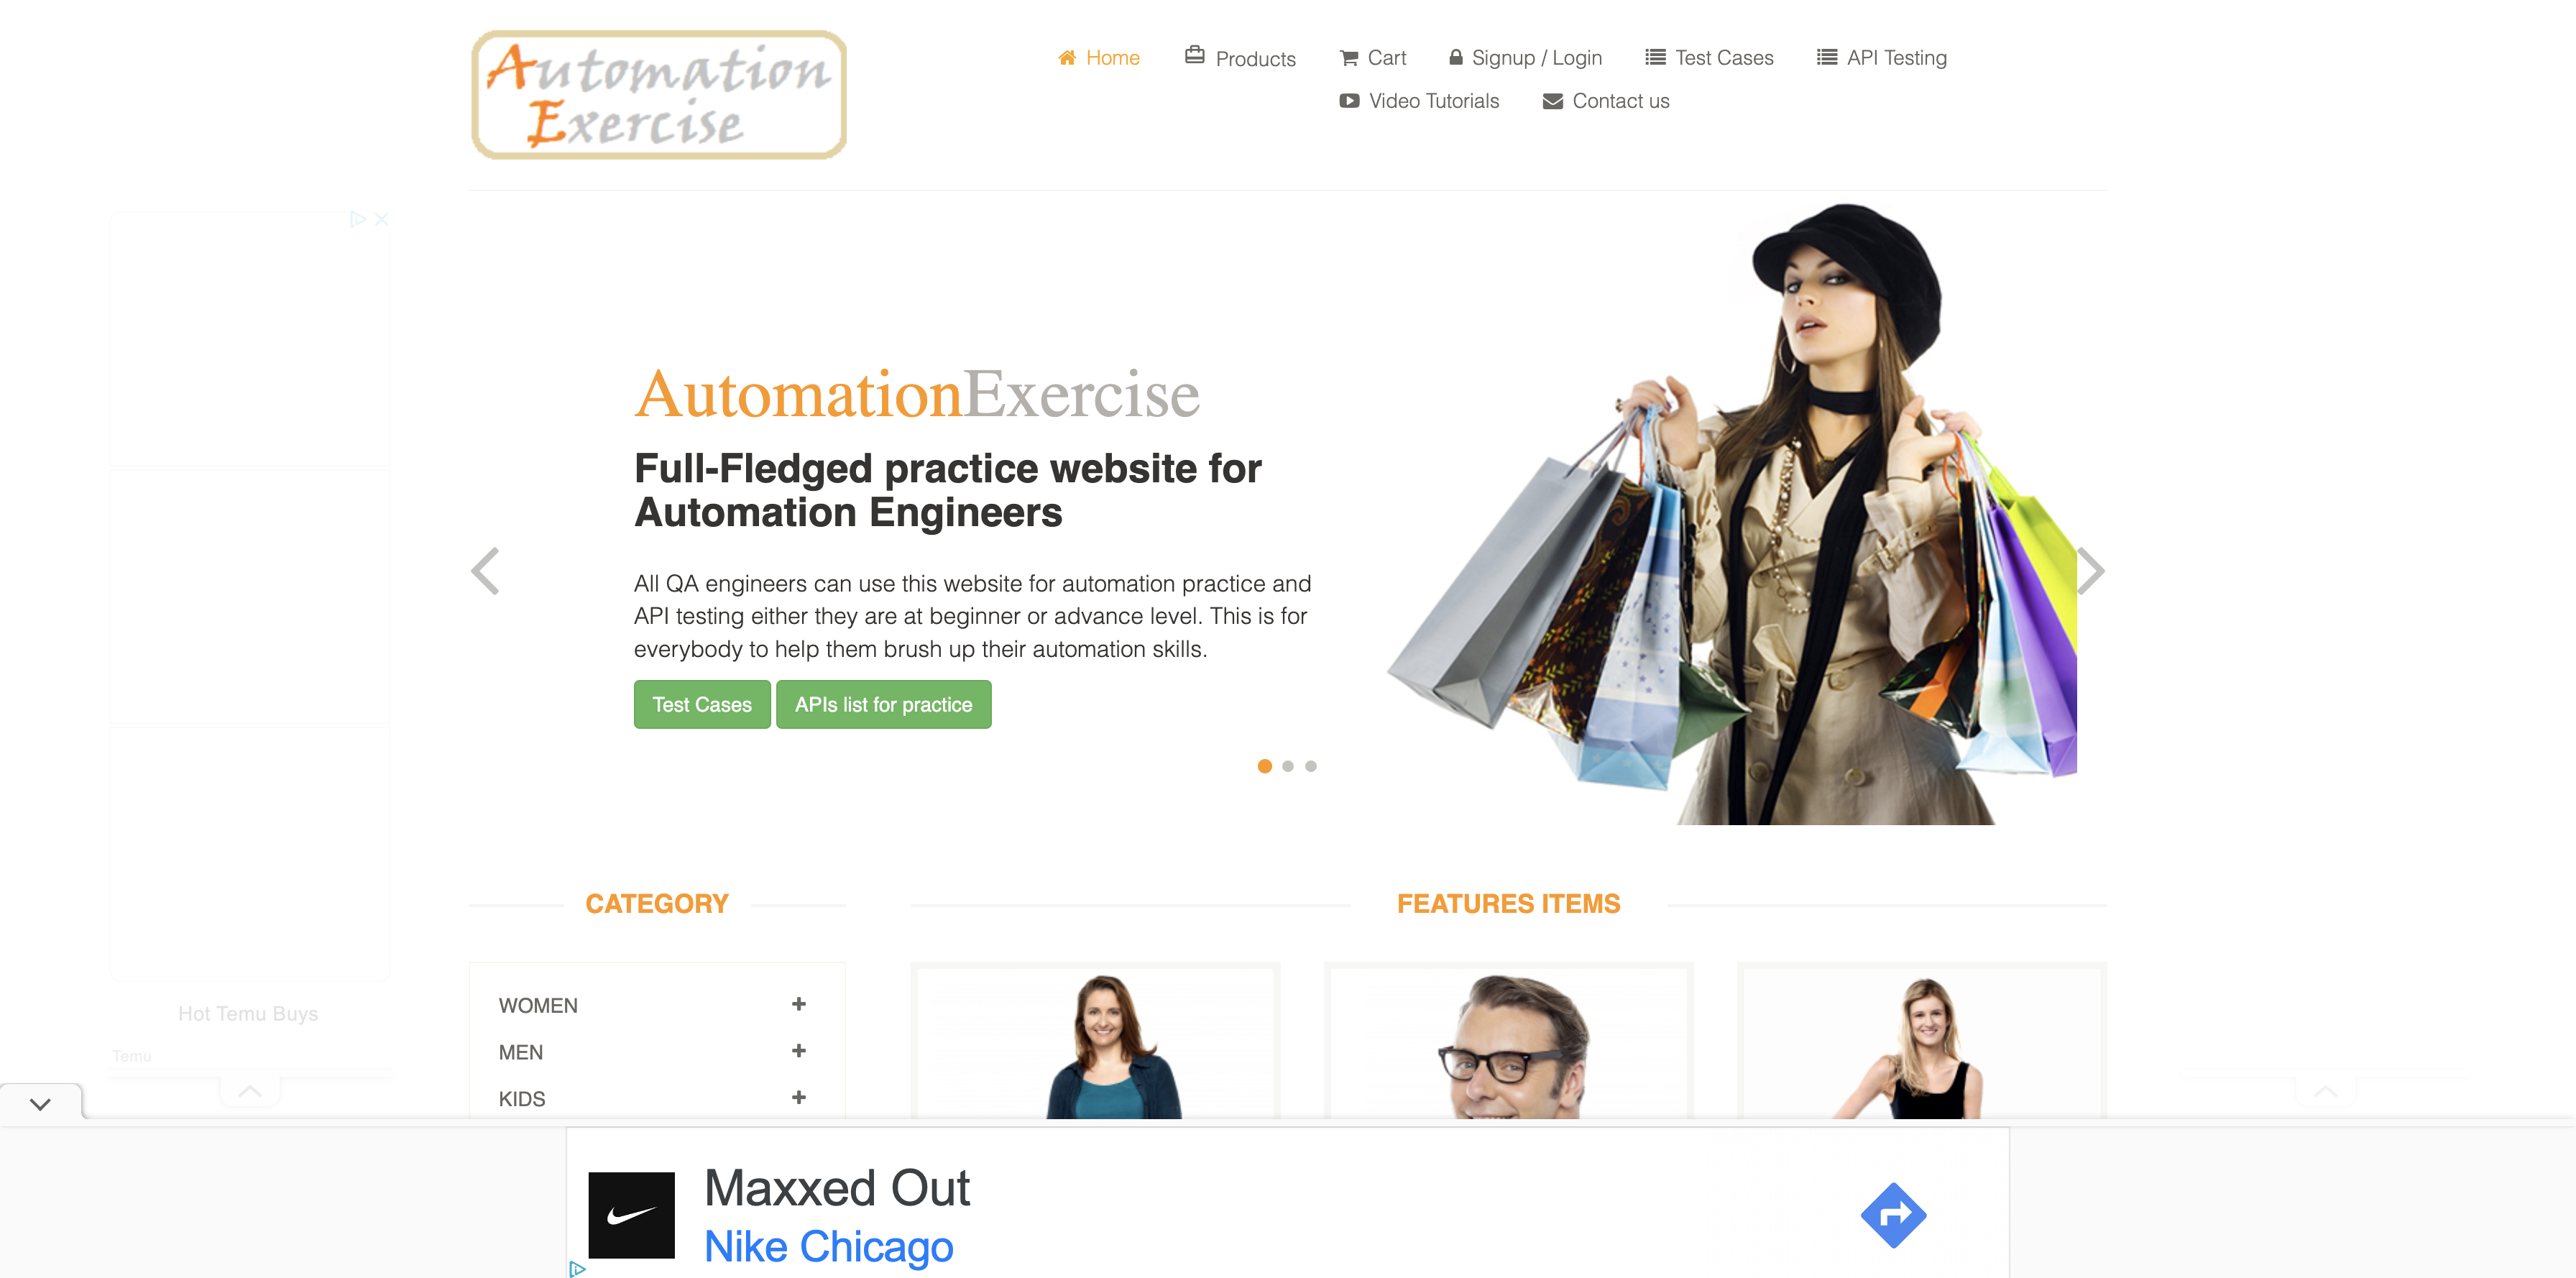 Automation
Exercise
Home Products Cart Signup / Login Test Cases API Testing
Video Tutorials Contact us
AutomationExercise
Full-Fledged practice website for
Automation Engineers
All QA engineers can use this website for automation practice and
API testing either they are at beginner or advance level. This is for
everybody to help them brush up their automation skills.
Test Cases APIs list for practice
CATEGORY
FEATURES ITEMS
WOMEN
MEN
KIDS
Hot Temu Buys
Temu
Maxxed Out
Nike Chicago